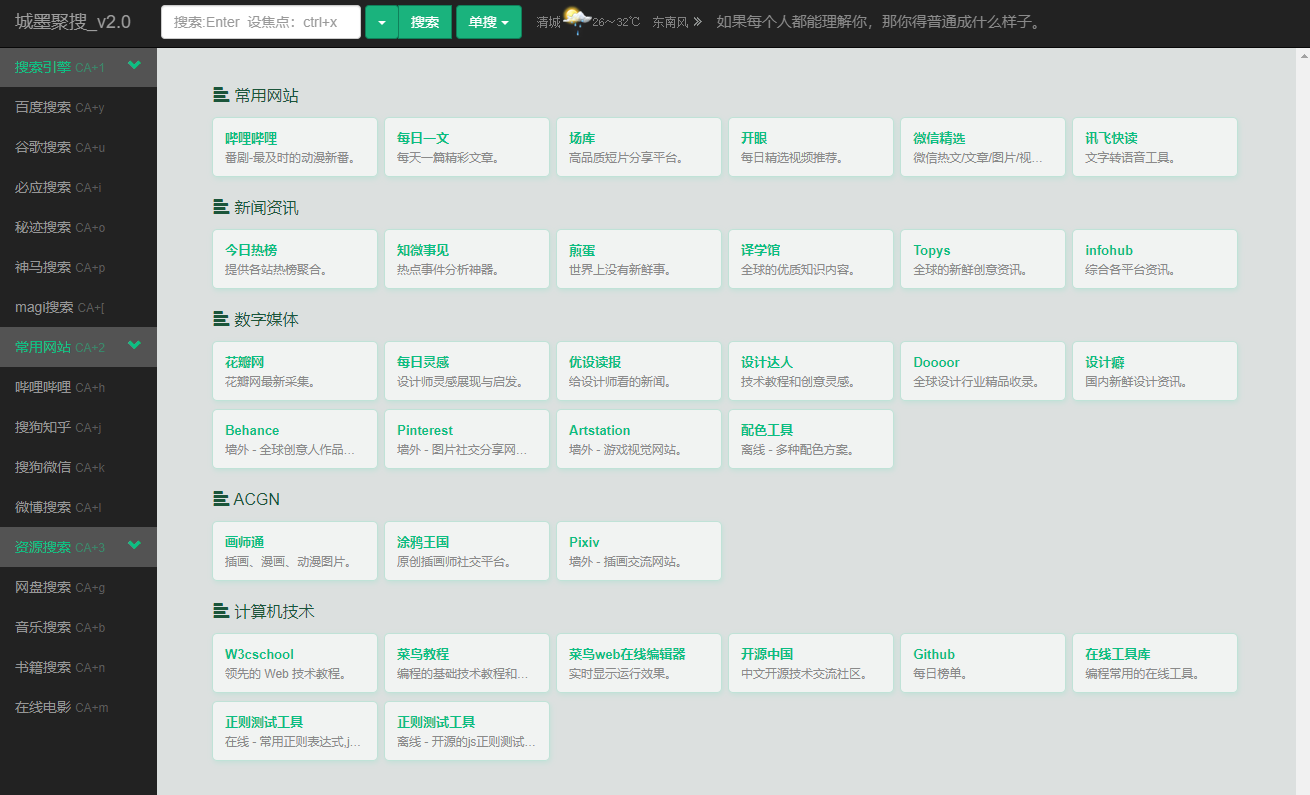 城墨聚搜_v2.0
搜索:Enter 设焦点：ctrl+x
搜索
单搜
清城 26～32℃ 东南风
如果每个人都能理解你，那你得普通成什么样子。
搜索引擎 CA+1
百度搜索 CA+y
谷歌搜索 CA+u
必应搜索 CA+i
秘迹搜索 CA+o
神马搜索 CA+p
magi搜索 CA+[
常用网站 CA+2
哔哩哔哩 CA+h
搜狗知乎 CA+j
搜狗微信 CA+k
微博搜索 CA+l
资源搜索 CA+3
网盘搜索 CA+g
音乐搜索 CA+b
书籍搜索 CA+n
在线电影 CA+m
常用网站
哔哩哔哩
番剧-最及时的动漫新番。
每日一文
每天一篇精彩文章。
场库
高品质短片分享平台。
开眼
每日精选视频推荐。
微信精选
微信热文/文章/图片/视...
讯飞快读
文字转语音工具。
新闻资讯
今日热榜
提供各站热榜聚合。
知微事见
热点事件分析神器。
煎蛋
世界上没有新鲜事。
译学馆
全球的优质知识内容。
Topys
全球的新鲜创意资讯。
infohub
综合各平台资讯。
数字媒体
花瓣网
花瓣网最新采集。
每日灵感
设计师灵感展现与启发。
优设读报
给设计师看的新闻。
设计达人
技术教程和创意灵感。
Doooor
全球设计行业精品收录。
设计癖
国内新鲜设计资讯。
Behance
墙外 - 全球创意人作品...
Pinterest
墙外 - 图片社交分享网...
Artstation
墙外 - 游戏视觉网站。
配色工具
离线 - 多种配色方案。
ACGN
画师通
插画、漫画、动漫图片。
涂鸦王国
原创插画师社交平台。
Pixiv
墙外 - 插画交流网站。
计算机技术
W3cschool
领先的 Web 技术教程。
菜鸟教程
编程的基础技术教程和...
菜鸟web在线编辑器
实时显示运行效果。
开源中国
中文开源技术交流社区。
Github
每日榜单。
在线工具库
编程常用的在线工具。
正则测试工具
在线 - 常用正则表达式,j...
正则测试工具
离线 - 开源的js正则测试...